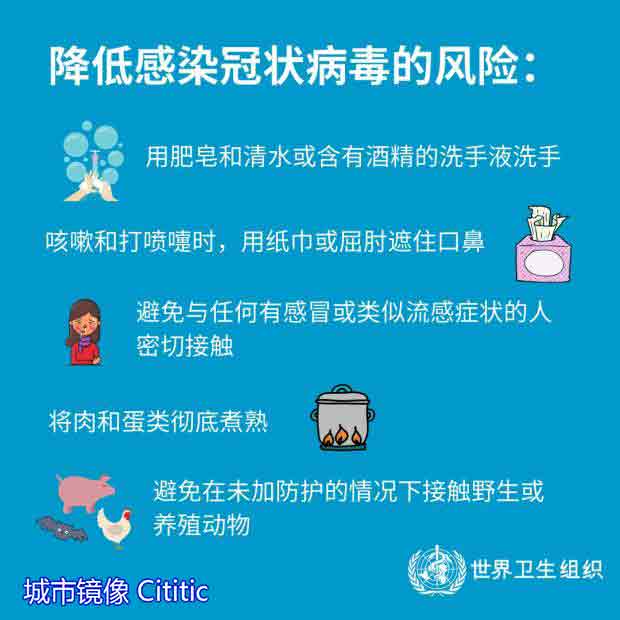 降低感染冠状病毒的风险：
用肥皂和清水或含有酒精的洗手液洗手
咳嗽和打喷嚏时，用纸巾或屈肘遮住口鼻
避免与任何有感冒或类似流感症状的人
密切接触
将肉和蛋类彻底煮熟
避免在未加防护的情况下接触野生或
养殖动物
世界卫生组织
城市镜像 Cititic